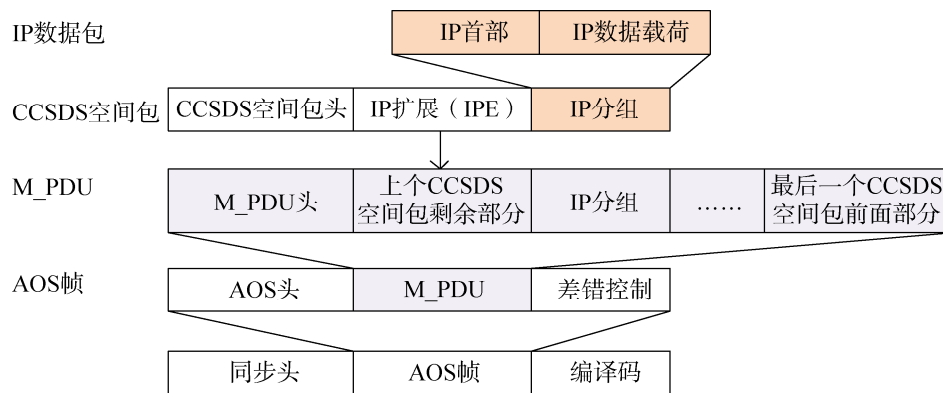 IP数据包
IP首部
IP数据载荷
CCSDS空间包
CCSDS空间包头
IP扩展（IPE）
IP分组
M_PDU
M_PDU头
上个CCSDS
空间包剩余部分
IP分组
……
最后一个CCSDS
空间包前面部分
AOS帧
AOS头
M_PDU
差错控制
同步头
AOS帧
编译码